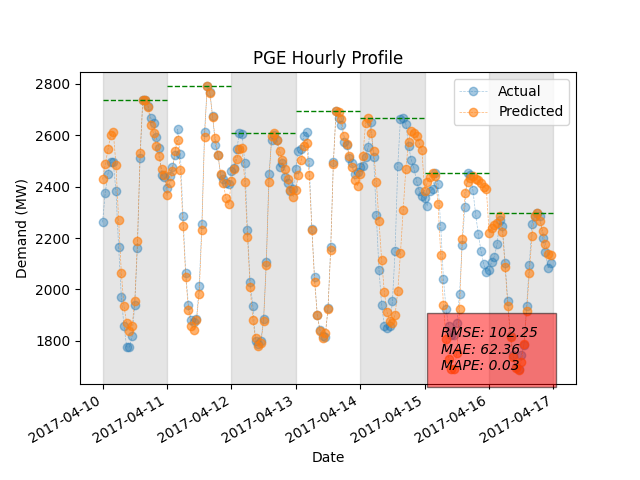 PGE Hourly Profile
Actual
Predicted
Demand (MW)
2800
2600
2400
2200
2000
1800
RMSE: 102.25
MAE: 62.36
MAPE: 0.03
2017-04-10
2017-04-11
2017-04-12
2017-04-13
2017-04-14
2017-04-15
2017-04-16
2017-04-17
Date